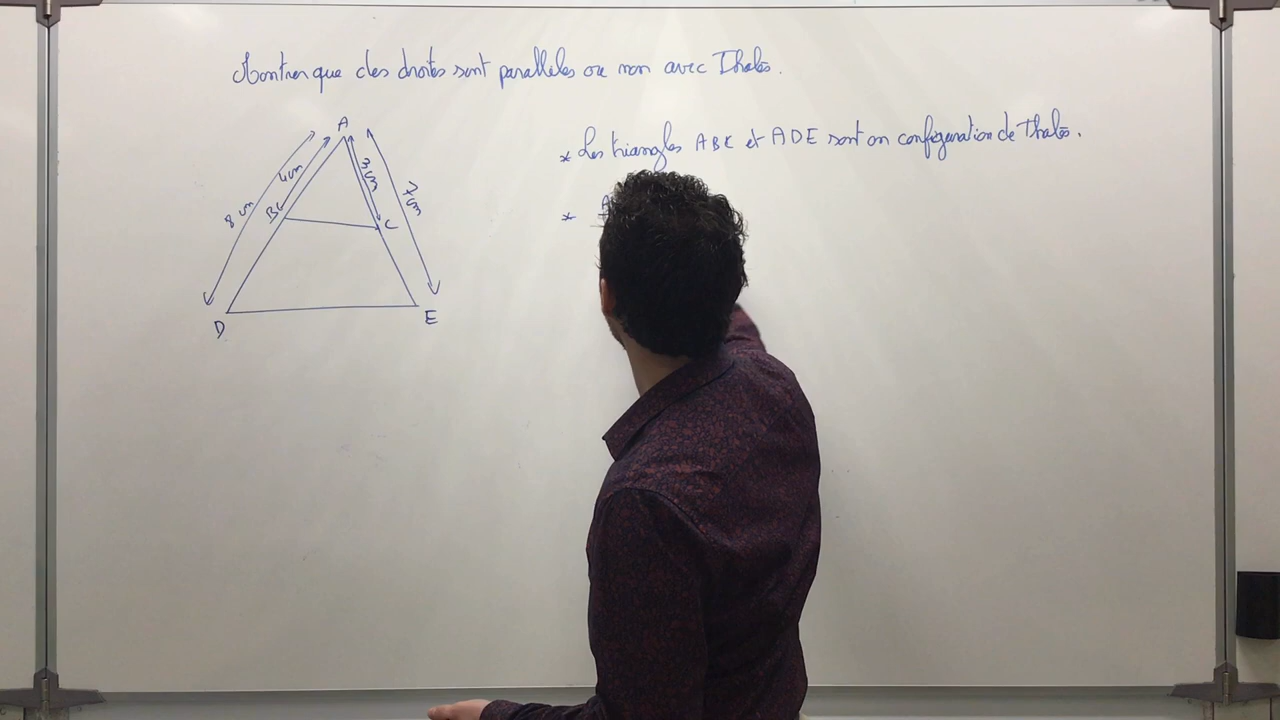 Montrer que des droites sont parallèles ou non avec Thalès.
* Les triangles ABC et ADE sont en configuration de Thalès.
A
8 cm
4cm
3cm
7cm
B
C
* A
D
E